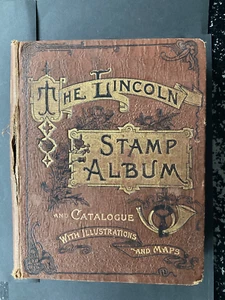 THE LINCOLN
STAMP
ALBUM
AND CATALOGUE
WITH ILLUSTRATIONS
AND MAPS